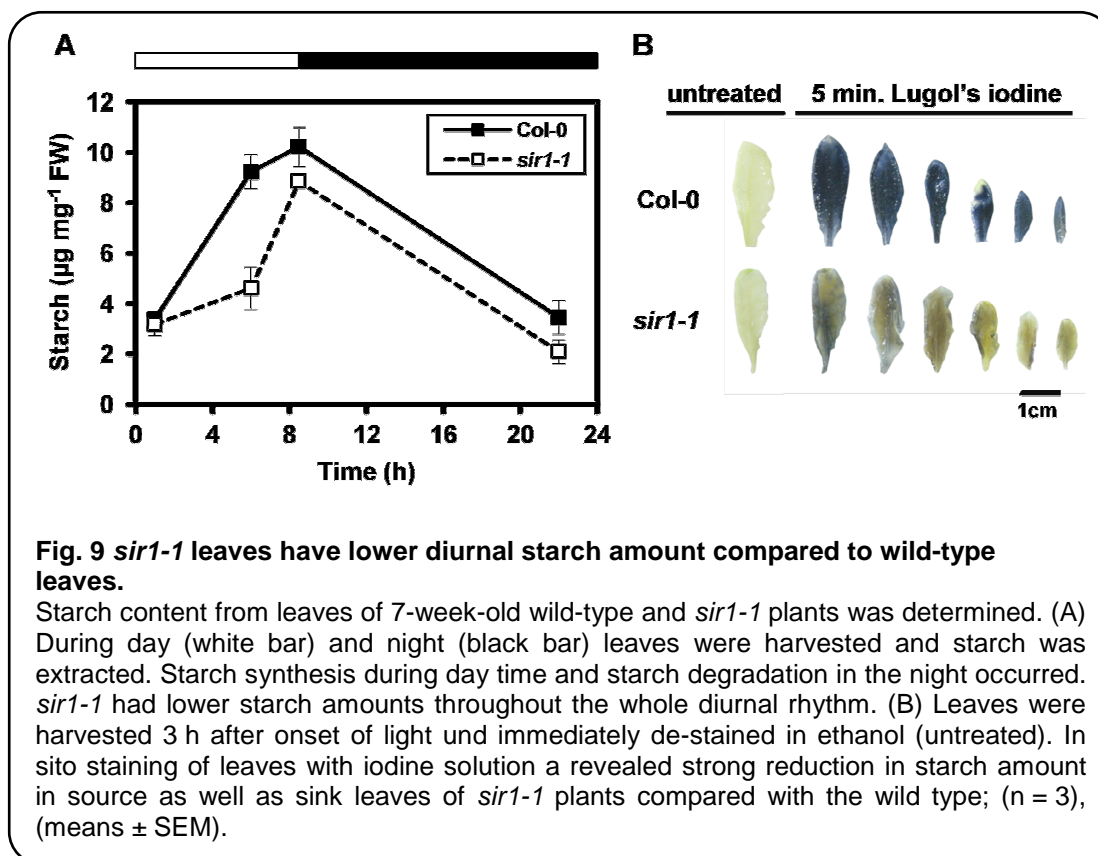 A
B
untreated
5 min. Lugol's iodine
12
10
8
6
4
2
0
Starch (µg mg⁻¹ FW)
Col-0
sir1-1
0
4
8
12
16
20
24
Time (h)
Col-0
sir1-1
1cm
Fig. 9 sir1-1 leaves have lower diurnal starch amount compared to wild-type
leaves.
Starch content from leaves of 7-week-old wild-type and sir1-1 plants was determined. (A)
During day (white bar) and night (black bar) leaves were harvested and starch was
extracted. Starch synthesis during day time and starch degradation in the night occurred.
sir1-1 had lower starch amounts throughout the whole diurnal rhythm. (B) Leaves were
harvested 3 h after onset of light und immediately de-stained in ethanol (untreated). In
sito staining of leaves with iodine solution a revealed strong reduction in starch amount
in source as well as sink leaves of sir1-1 plants compared with the wild type; (n = 3),
(means ± SEM).